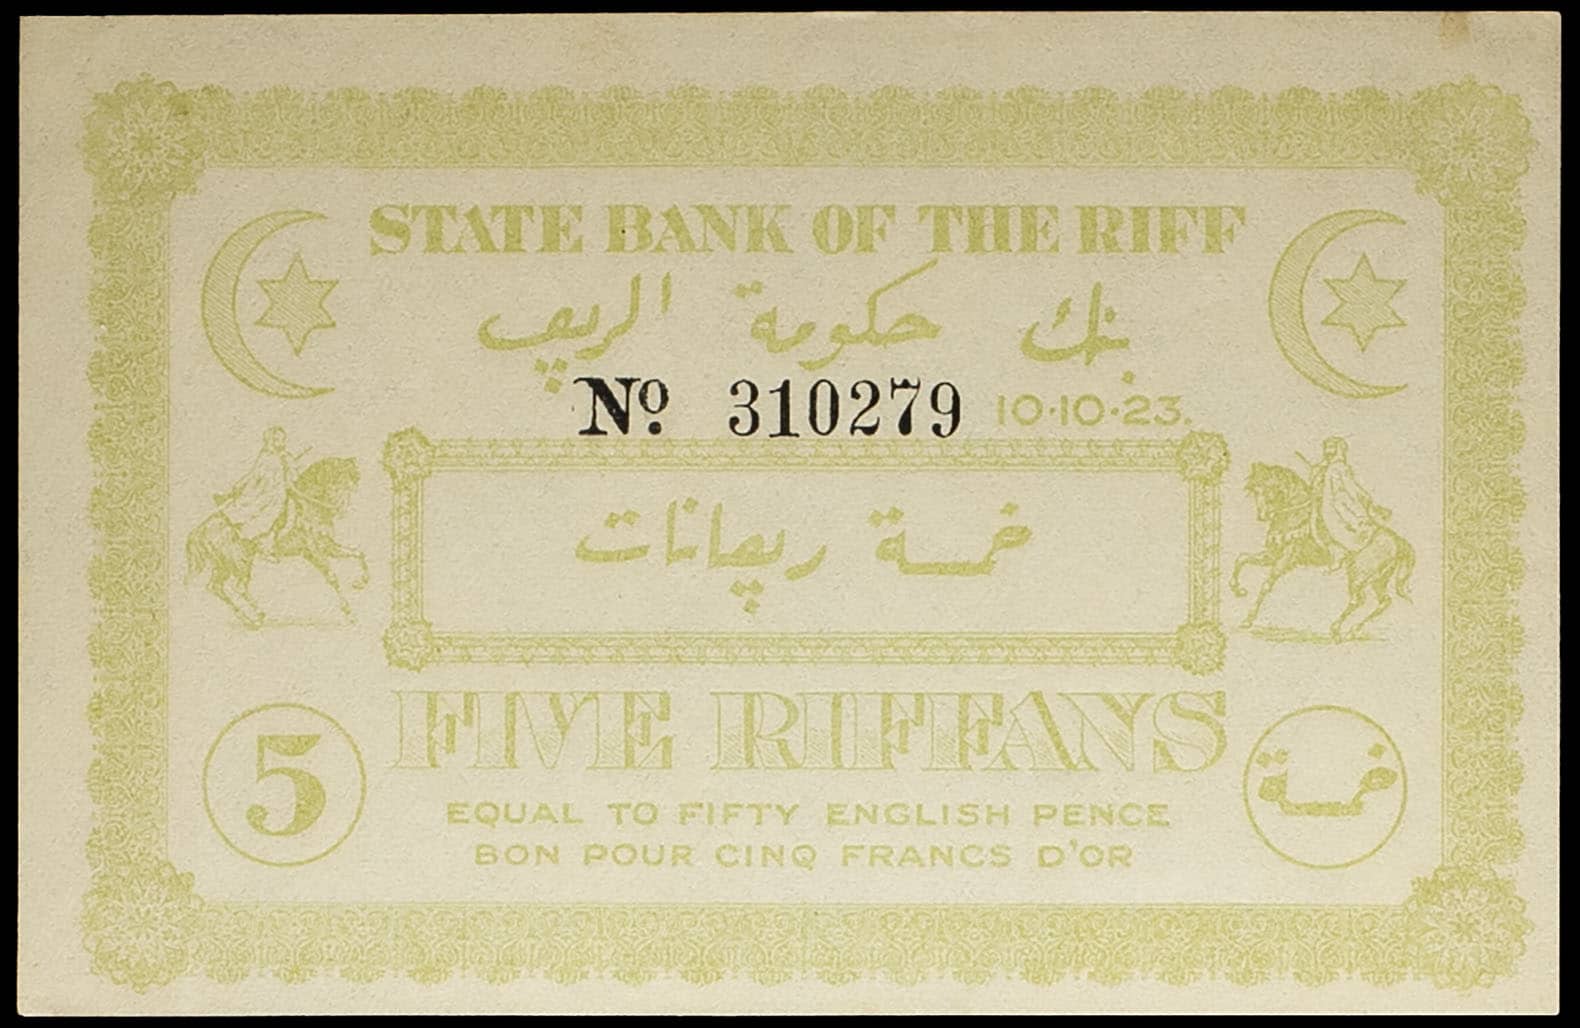 STATE BANK OF THE RIFF
بنك حكومة الريف
No. 310279 10·10·23.
خمسة ريفانات
FIVE RIFFANS
5
EQUAL TO FIFTY ENGLISH PENCE
BON POUR CINQ FRANCS D'OR
خمسة